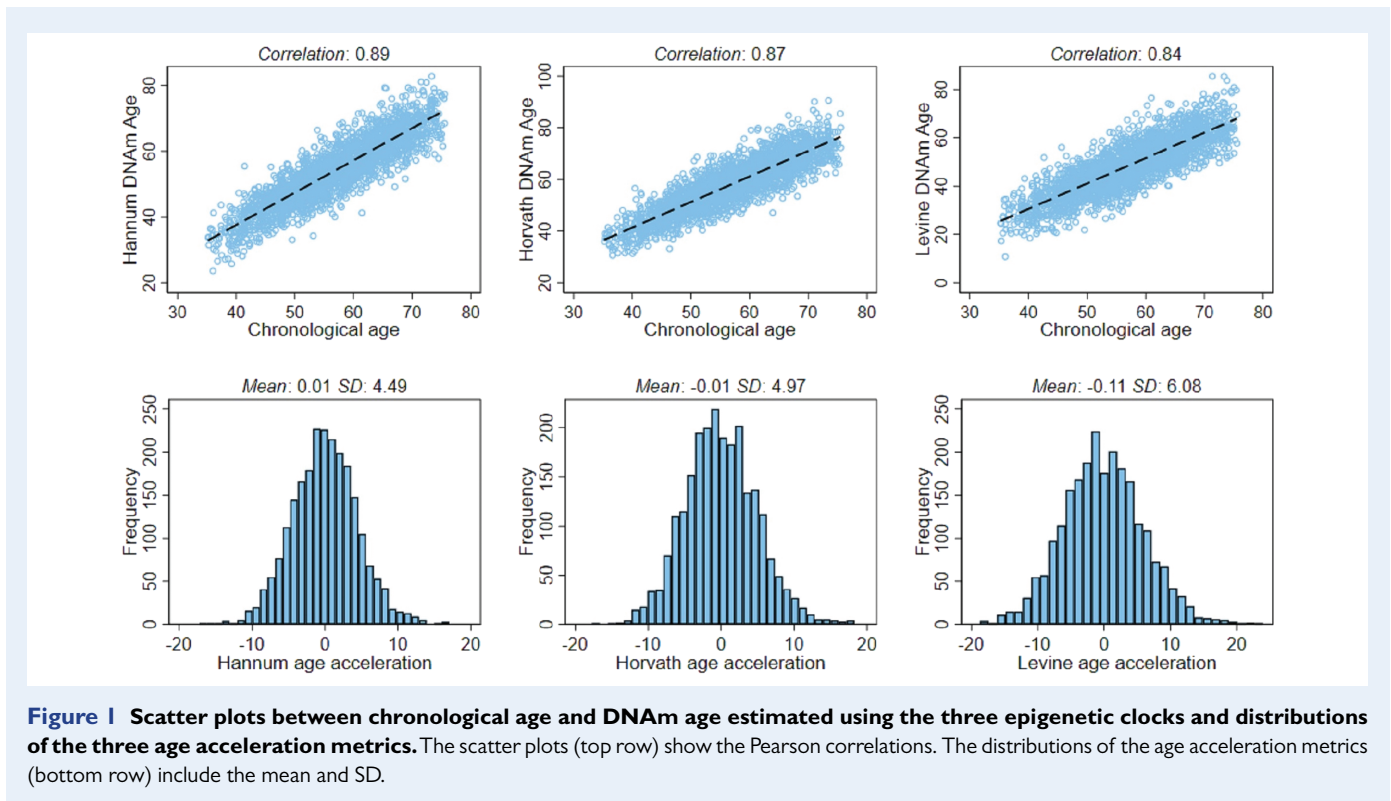 Correlation: 0.89
Hannum DNAm Age
80
60
40
20
30 40 50 60 70 80
Chronological age
Correlation: 0.87
Horvath DNAm Age
100
80
60
40
20
30 40 50 60 70 80
Chronological age
Correlation: 0.84
Levine DNAm Age
80
60
40
20
0
30 40 50 60 70 80
Chronological age
Mean: 0.01 SD: 4.49
Frequency
250
200
150
100
50
0
-20 -10 0 10 20
Hannum age acceleration
Mean: -0.01 SD: 4.97
Frequency
200
150
100
50
0
-20 -10 0 10 20
Horvath age acceleration
Mean: -0.11 SD: 6.08
Frequency
250
200
150
100
50
0
-20 -10 0 10 20
Levine age acceleration
Figure 1 Scatter plots between chronological age and DNAm age estimated using the three epigenetic clocks and distributions
of the three age acceleration metrics. The scatter plots (top row) show the Pearson correlations. The distributions of the age acceleration metrics
(bottom row) include the mean and SD.